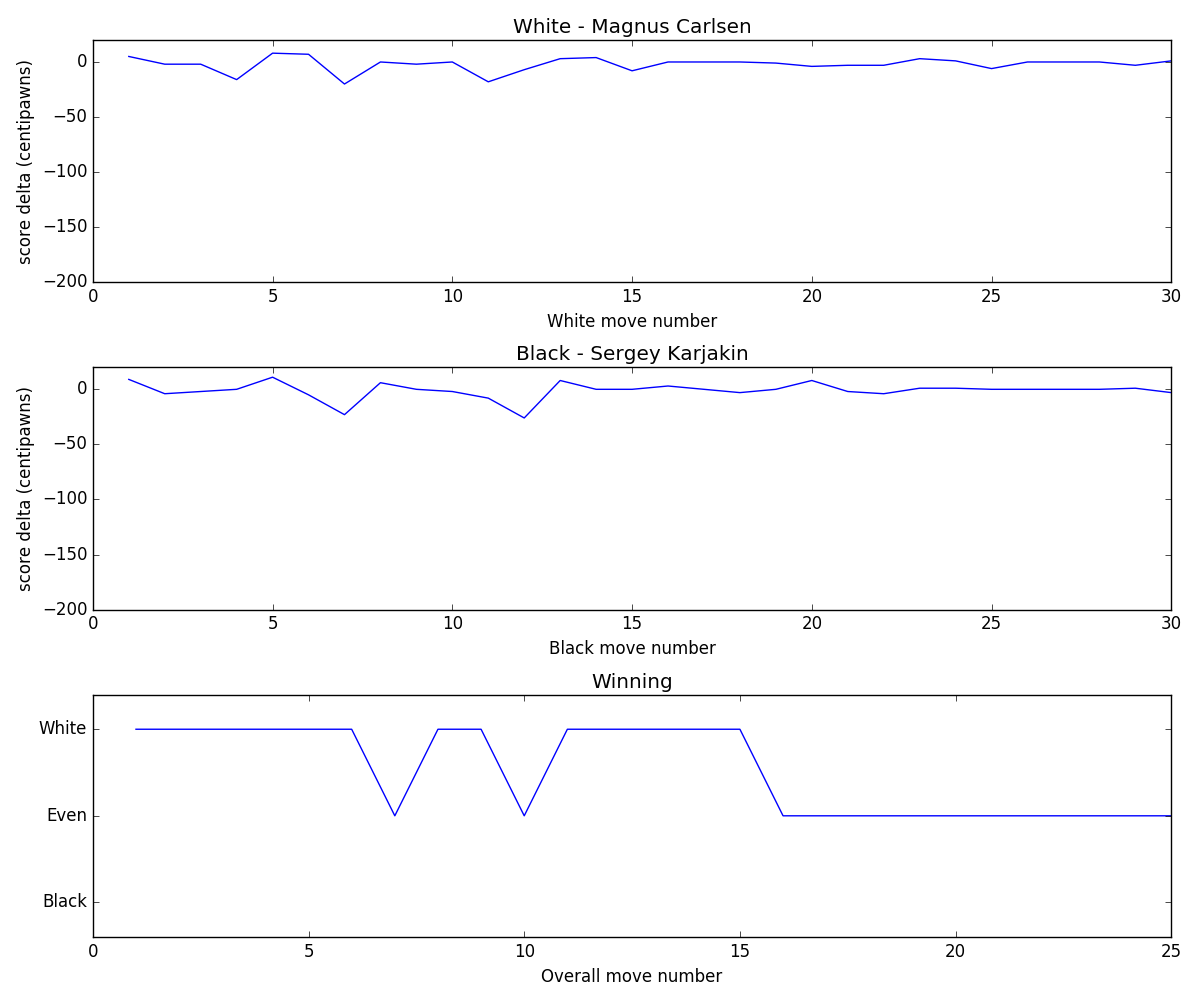 White - Magnus Carlsen
score delta (centipawns)
0
−50
−100
−150
−200
0 5 10 15 20 25 30
White move number
Black - Sergey Karjakin
score delta (centipawns)
0
−50
−100
−150
−200
0 5 10 15 20 25 30
Black move number
Winning
White
Even
Black
0 5 10 15 20 25
Overall move number